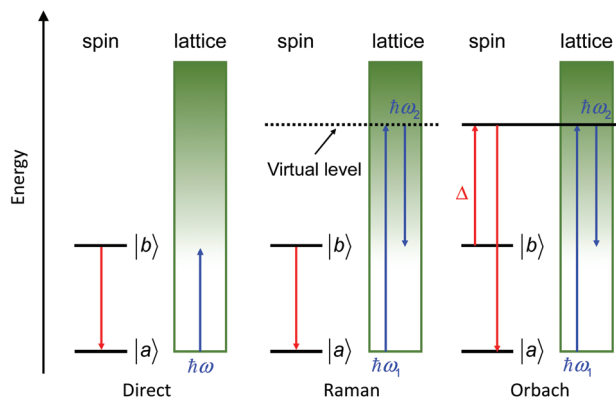 spin lattice spin lattice spin lattice
ħω₂ ħω₂
Virtual level
Energy
Δ
|b⟩ |b⟩ |b⟩
|a⟩ |a⟩ |a⟩
ħω ħω₁ ħω₁
Direct Raman Orbach